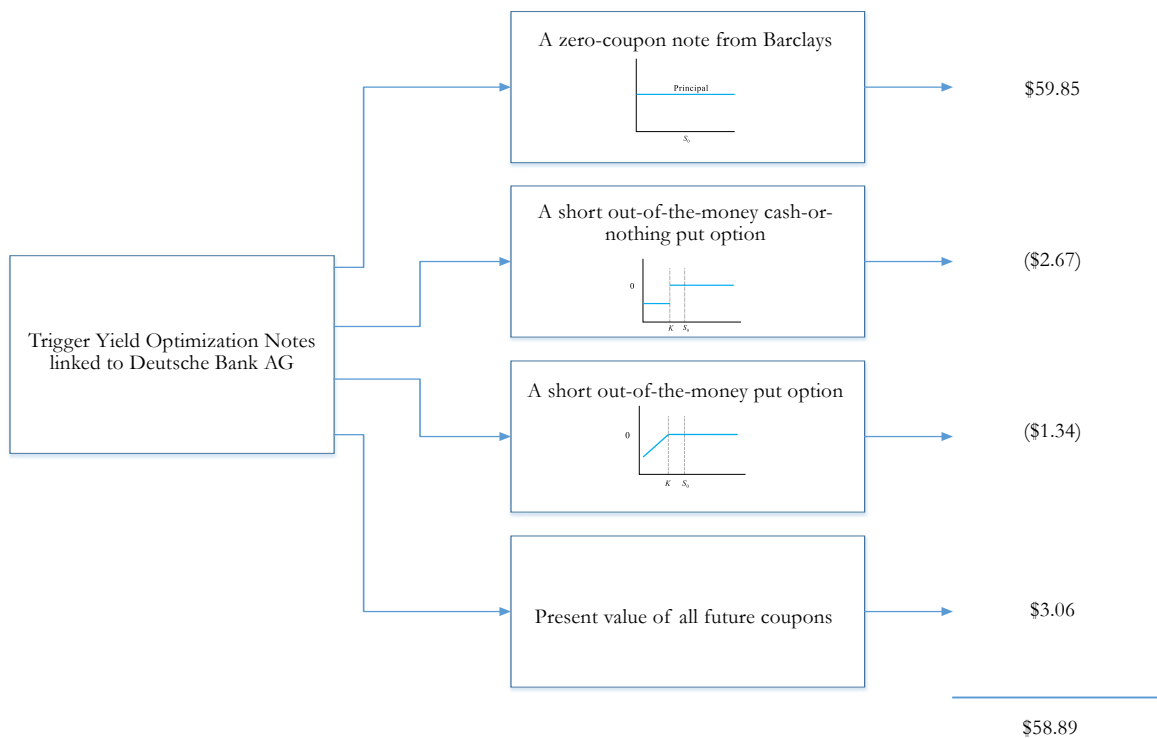 A zero-coupon note from Barclays
Principal
S0
$59.85
A short out-of-the-money cash-or-
nothing put option
0
K S0
($2.67)
Trigger Yield Optimization Notes
linked to Deutsche Bank AG
A short out-of-the-money put option
0
K S0
($1.34)
Present value of all future coupons
$3.06
$58.89